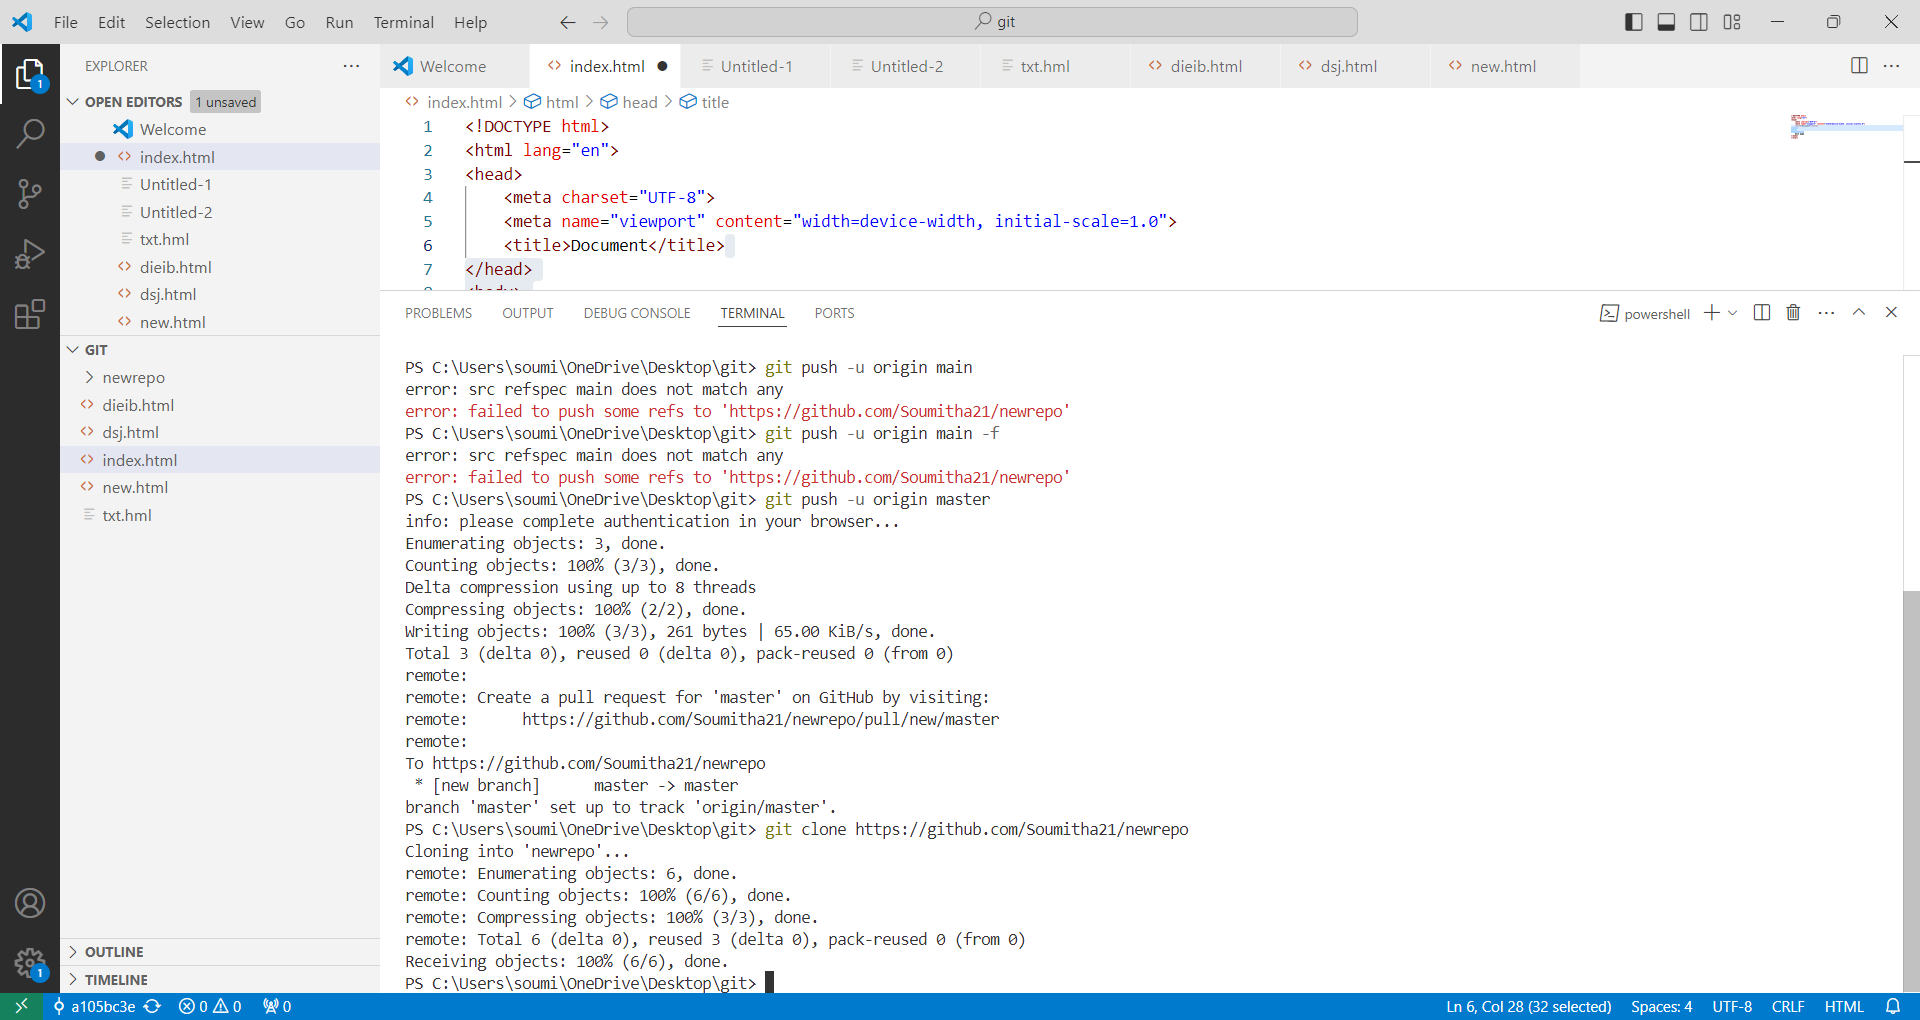 File Edit Selection View Go Run Terminal Help git
EXPLORER
OPEN EDITORS 1 unsaved
Welcome
index.html
Untitled-1
Untitled-2
txt.hml
dieib.html
dsj.html
new.html
GIT
newrepo
dieib.html
dsj.html
index.html
new.html
txt.hml
OUTLINE
TIMELINE
Welcome index.html Untitled-1 Untitled-2 txt.hml dieib.html dsj.html new.html
index.html > html > head > title
1 <!DOCTYPE html>
2 <html lang="en">
3 <head>
4 <meta charset="UTF-8">
5 <meta name="viewport" content="width=device-width, initial-scale=1.0">
6 <title>Document</title>
7 </head>
PROBLEMS OUTPUT DEBUG CONSOLE TERMINAL PORTS powershell
PS C:\Users\soumi\OneDrive\Desktop\git> git push -u origin main
error: src refspec main does not match any
error: failed to push some refs to 'https://github.com/Soumitha21/newrepo'
PS C:\Users\soumi\OneDrive\Desktop\git> git push -u origin main -f
error: src refspec main does not match any
error: failed to push some refs to 'https://github.com/Soumitha21/newrepo'
PS C:\Users\soumi\OneDrive\Desktop\git> git push -u origin master
info: please complete authentication in your browser...
Enumerating objects: 3, done.
Counting objects: 100% (3/3), done.
Delta compression using up to 8 threads
Compressing objects: 100% (2/2), done.
Writing objects: 100% (3/3), 261 bytes | 65.00 KiB/s, done.
Total 3 (delta 0), reused 0 (delta 0), pack-reused 0 (from 0)
remote:
remote: Create a pull request for 'master' on GitHub by visiting:
remote: https://github.com/Soumitha21/newrepo/pull/new/master
remote:
To https://github.com/Soumitha21/newrepo
* [new branch] master -> master
branch 'master' set up to track 'origin/master'.
PS C:\Users\soumi\OneDrive\Desktop\git> git clone https://github.com/Soumitha21/newrepo
Cloning into 'newrepo'...
remote: Enumerating objects: 6, done.
remote: Counting objects: 100% (6/6), done.
remote: Compressing objects: 100% (3/3), done.
remote: Total 6 (delta 0), reused 3 (delta 0), pack-reused 0 (from 0)
Receiving objects: 100% (6/6), done.
PS C:\Users\soumi\OneDrive\Desktop\git>
a105bc3e 0 0 0 Ln 6, Col 28 (32 selected) Spaces: 4 UTF-8 CRLF HTML